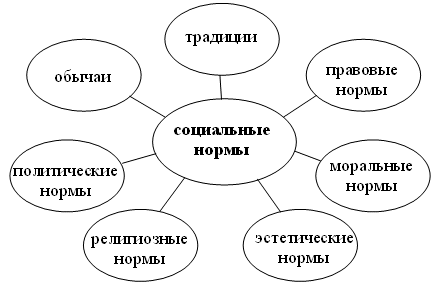 традиции
обычаи
правовые
нормы
социальные
нормы
политические
нормы
моральные
нормы
религиозные
нормы
эстетические
нормы